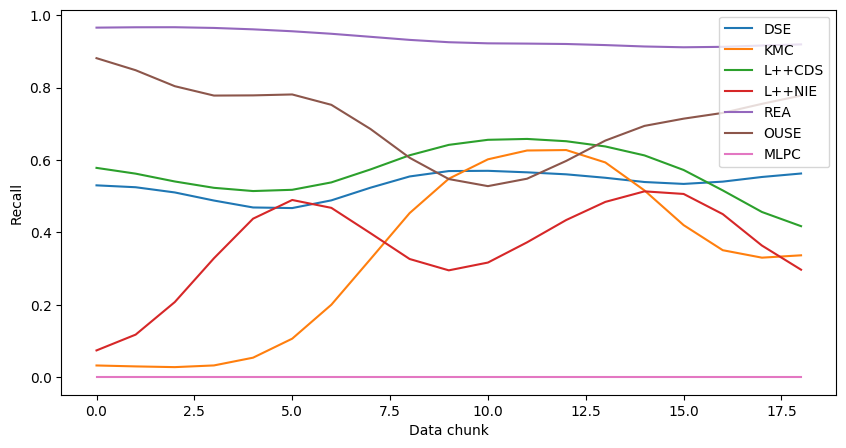 1.0
0.8
0.6
0.4
0.2
0.0
Recall
0.0
2.5
5.0
7.5
10.0
12.5
15.0
17.5
Data chunk
DSE
KMC
L++CDS
L++NIE
REA
OUSE
MLPC